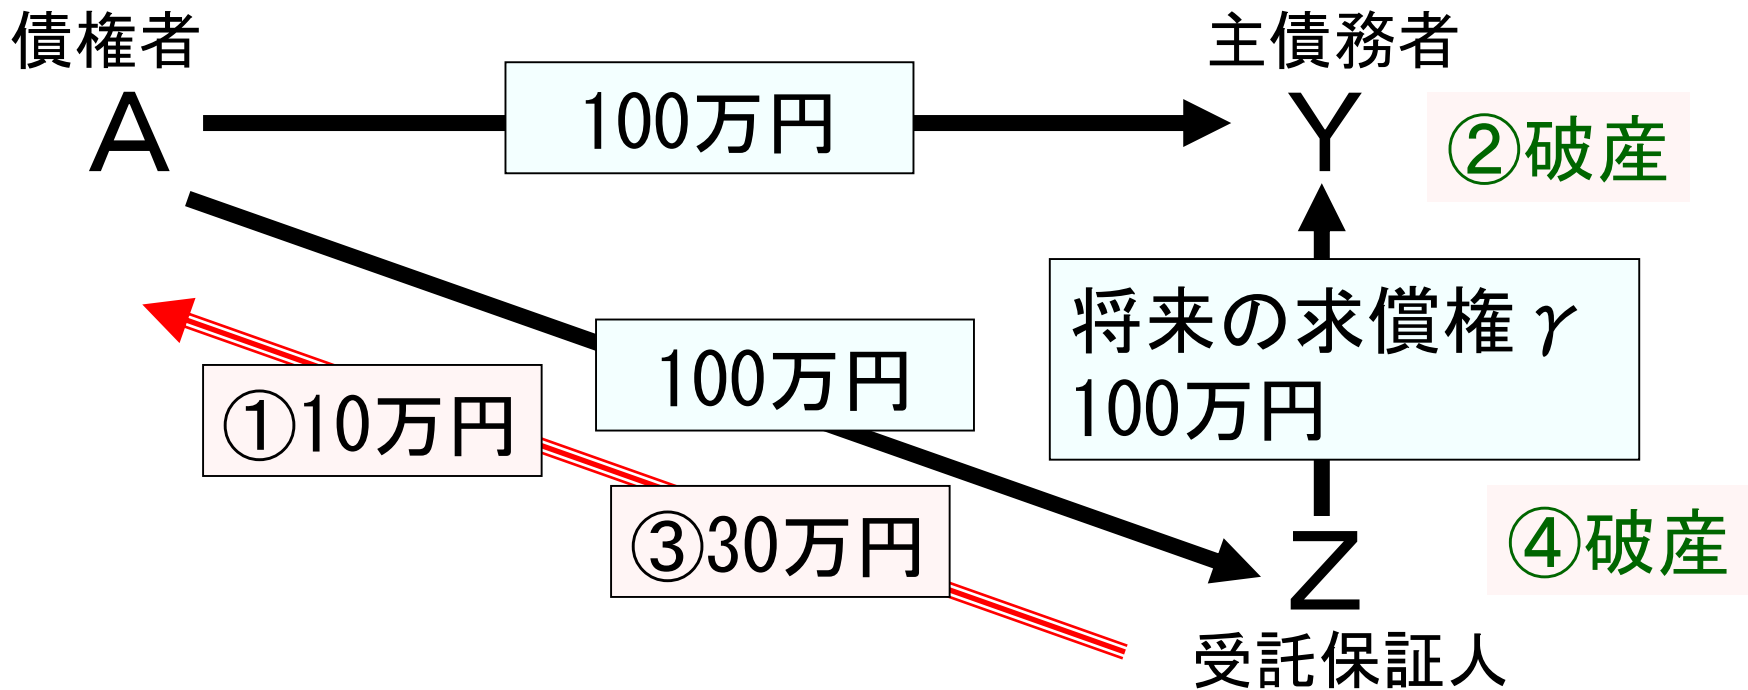 債権者
主債務者
A
100万円
Y
②破産
将来の求償権γ
100万円
100万円
①10万円
③30万円
Z
④破産
受託保証人